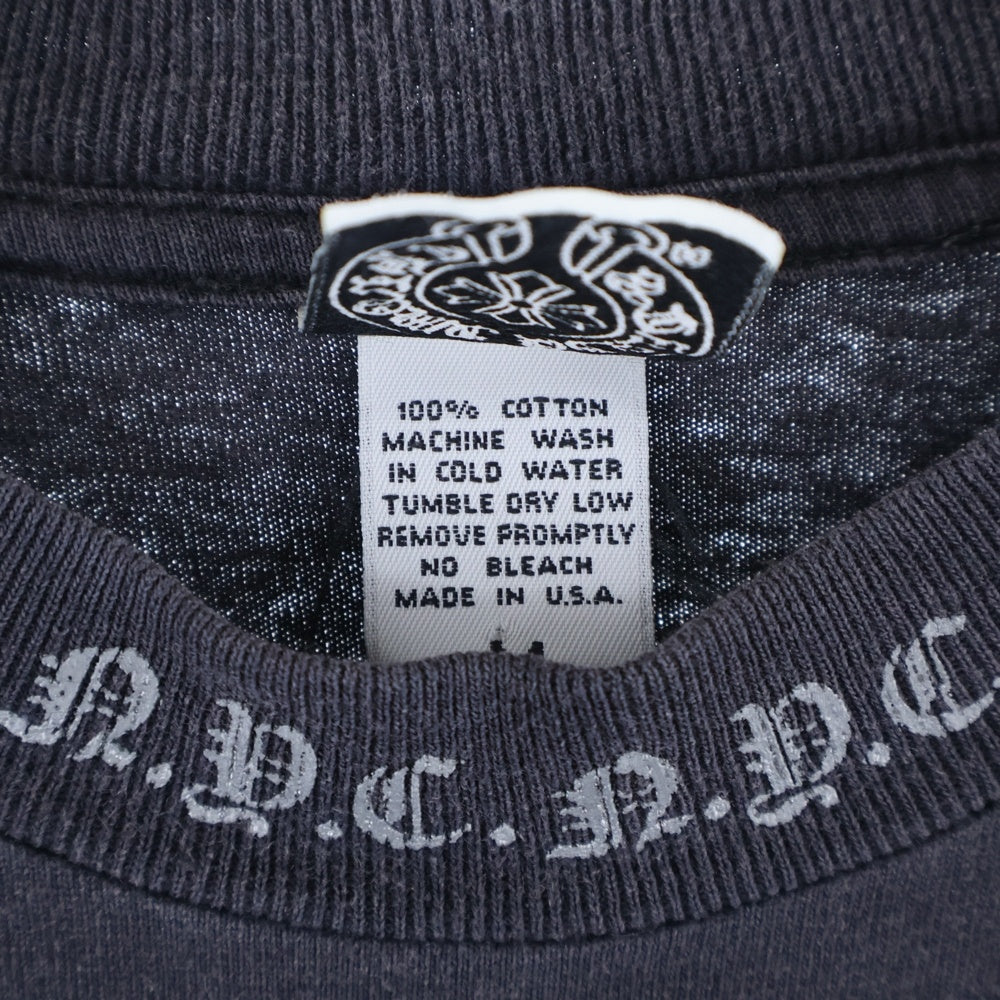 100% COTTON
MACHINE WASH
IN COLD WATER
TUMBLE DRY LOW
REMOVE PROMPTLY
NO BLEACH
MADE IN U.S.A.
N.Y.C.N.Y.C